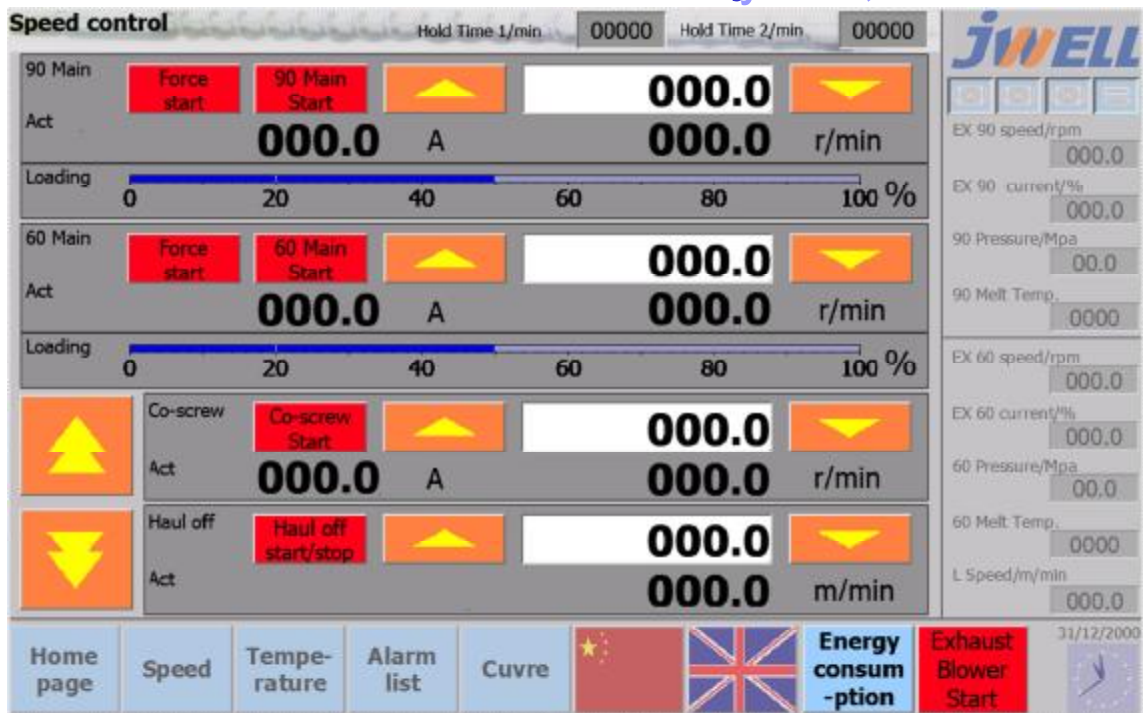 Speed control
Hold Time 1/min 00000 Hold Time 2/min 00000
JWELL
90 Main
Force start
90 Main Start
000.0
Act
000.0 A
000.0 r/min
Loading
0 20 40 60 80 100 %
60 Main
Force start
60 Main Start
000.0
Act
000.0 A
000.0 r/min
Loading
0 20 40 60 80 100 %
Co-screw
Co-screw Start
000.0
Act
000.0 A
000.0 r/min
Haul off
Haul off start/stop
000.0
Act
000.0 m/min
EX 90 speed/rpm
000.0
EX 90 current/%
000.0
90 Pressure/Mpa
00.0
90 Melt Temp.
0000
EX 60 speed/rpm
000.0
EX 60 current/%
000.0
60 Pressure/Mpa
00.0
60 Melt Temp.
0000
L Speed/m/min
000.0
Home page
Speed
Tempe-
rature
Alarm list
Cuvre
Energy
consum
-ption
Exhaust
Blower
Start
31/12/2000